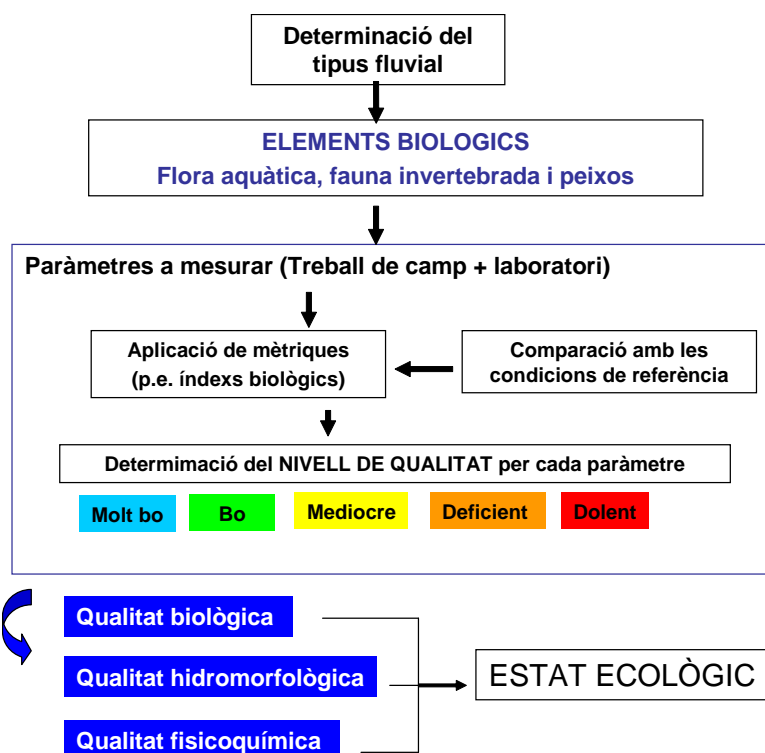 Determinació del
tipus fluvial
ELEMENTS BIOLOGICS
Flora aquàtica, fauna invertebrada i peixos
Paràmetres a mesurar (Treball de camp + laboratori)
Aplicació de mètriques
(p.e. índexs biològics)
Comparació amb les
condicions de referència
Determimació del NIVELL DE QUALITAT per cada paràmetre
Molt bo
Bo
Mediocre
Deficient
Dolent
Qualitat biològica
Qualitat hidromorfològica
Qualitat fisicoquímica
ESTAT ECOLÒGIC